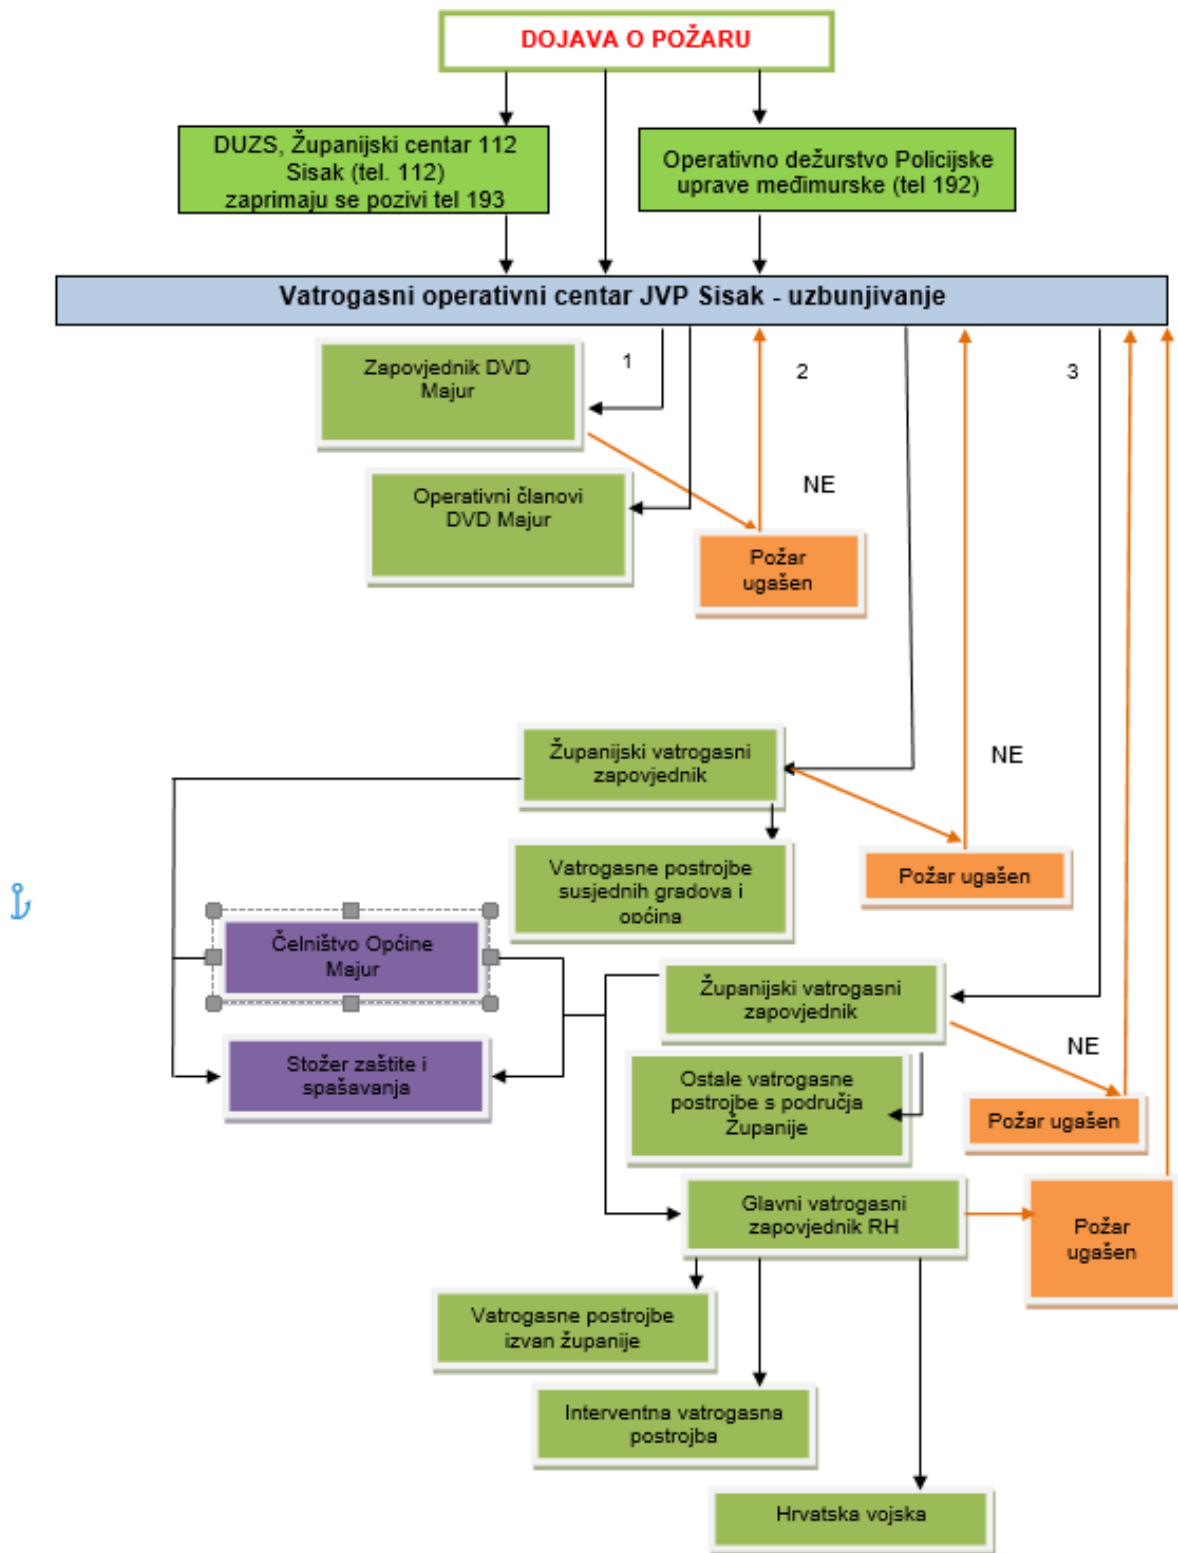 DOJAVA O POŽARU
DUZS, Županijski centar 112
Sisak (tel. 112)
zaprimaju se pozivi tel 193
Operativno dežurstvo Policijske
uprave međimurske (tel 192)
Vatrogasni operativni centar JVP Sisak - uzbunjivanje
1
2
3
Zapovjednik DVD
Majur
NE
Operativni članovi
DVD Majur
Požar
ugašen
Županijski vatrogasni
zapovjednik
NE
Vatrogasne postrojbe
susjednih gradova i
općina
Požar ugašen
Čelništvo Općine
Majur
Županijski vatrogasni
zapovjednik
NE
Stožer zaštite i
spašavanja
Ostale vatrogasne
postrojbe s područja
Županije
Požar ugašen
Glavni vatrogasni
zapovjednik RH
Požar
ugašen
Vatrogasne postrojbe
izvan županije
Interventna vatrogasna
postrojba
Hrvatska vojska